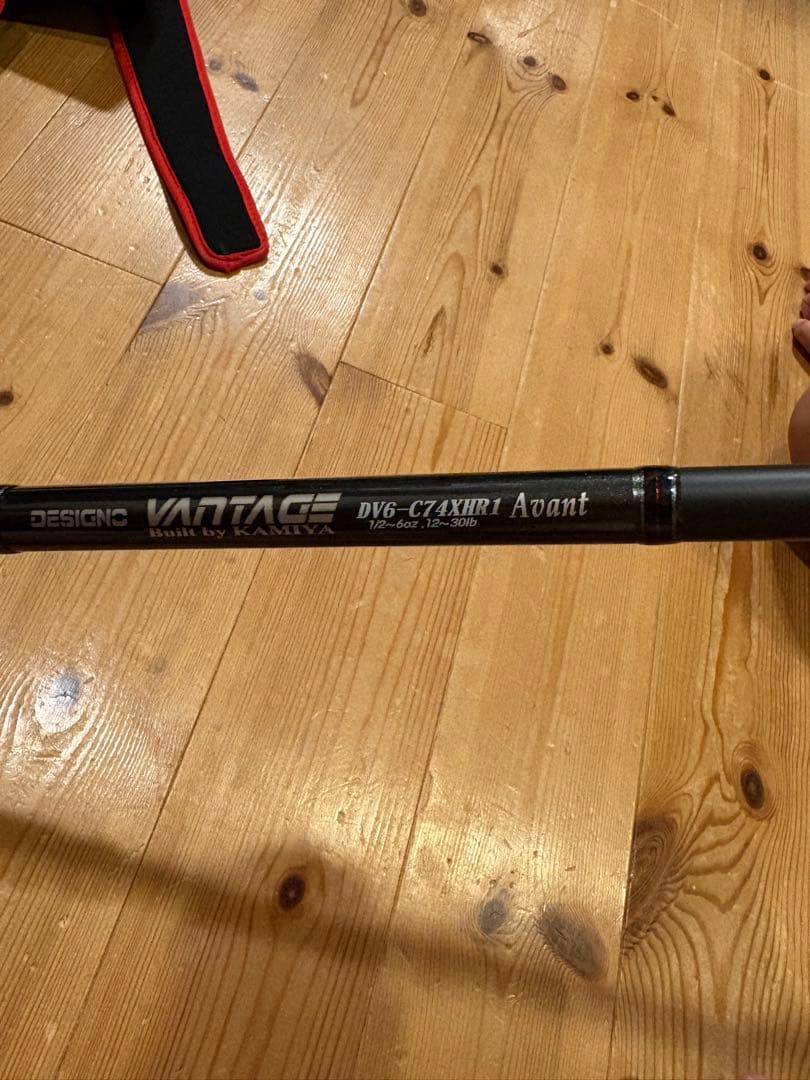 DESIGNO VANTAGE DV6-C74XHR1 Avant
Built by KAMIYA 1/2~6oz ,12~30lb